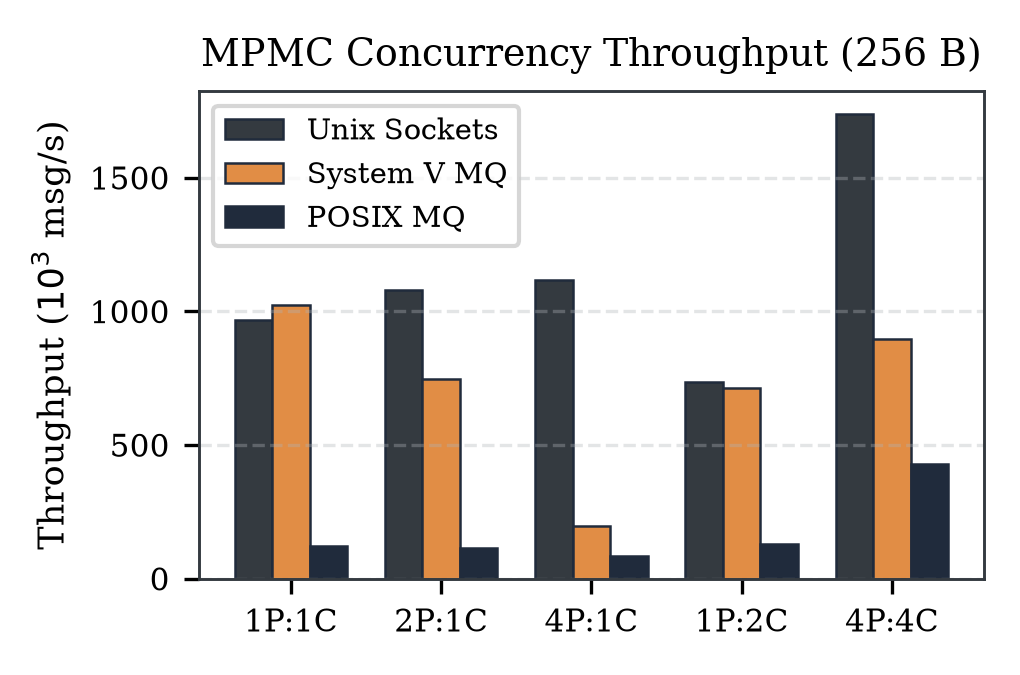 MPMC Concurrency Throughput (256 B)
Throughput (10³ msg/s)
1500
1000
500
0
Unix Sockets
System V MQ
POSIX MQ
1P:1C
2P:1C
4P:1C
1P:2C
4P:4C